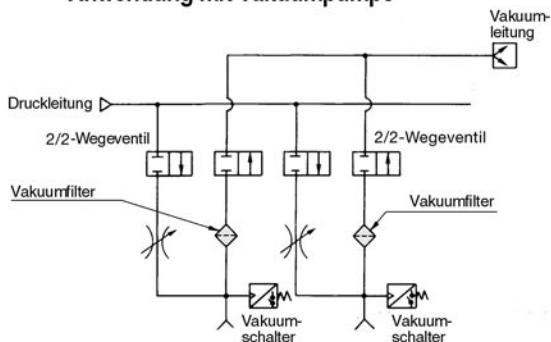 Anwendung mit Vakuumpumpe
Vakuum-
leitung
Druckleitung
2/2-Wegeventil
2/2-Wegeventil
Vakuumfilter
Vakuumfilter
Vakuum-
schalter
Vakuum-
schalter